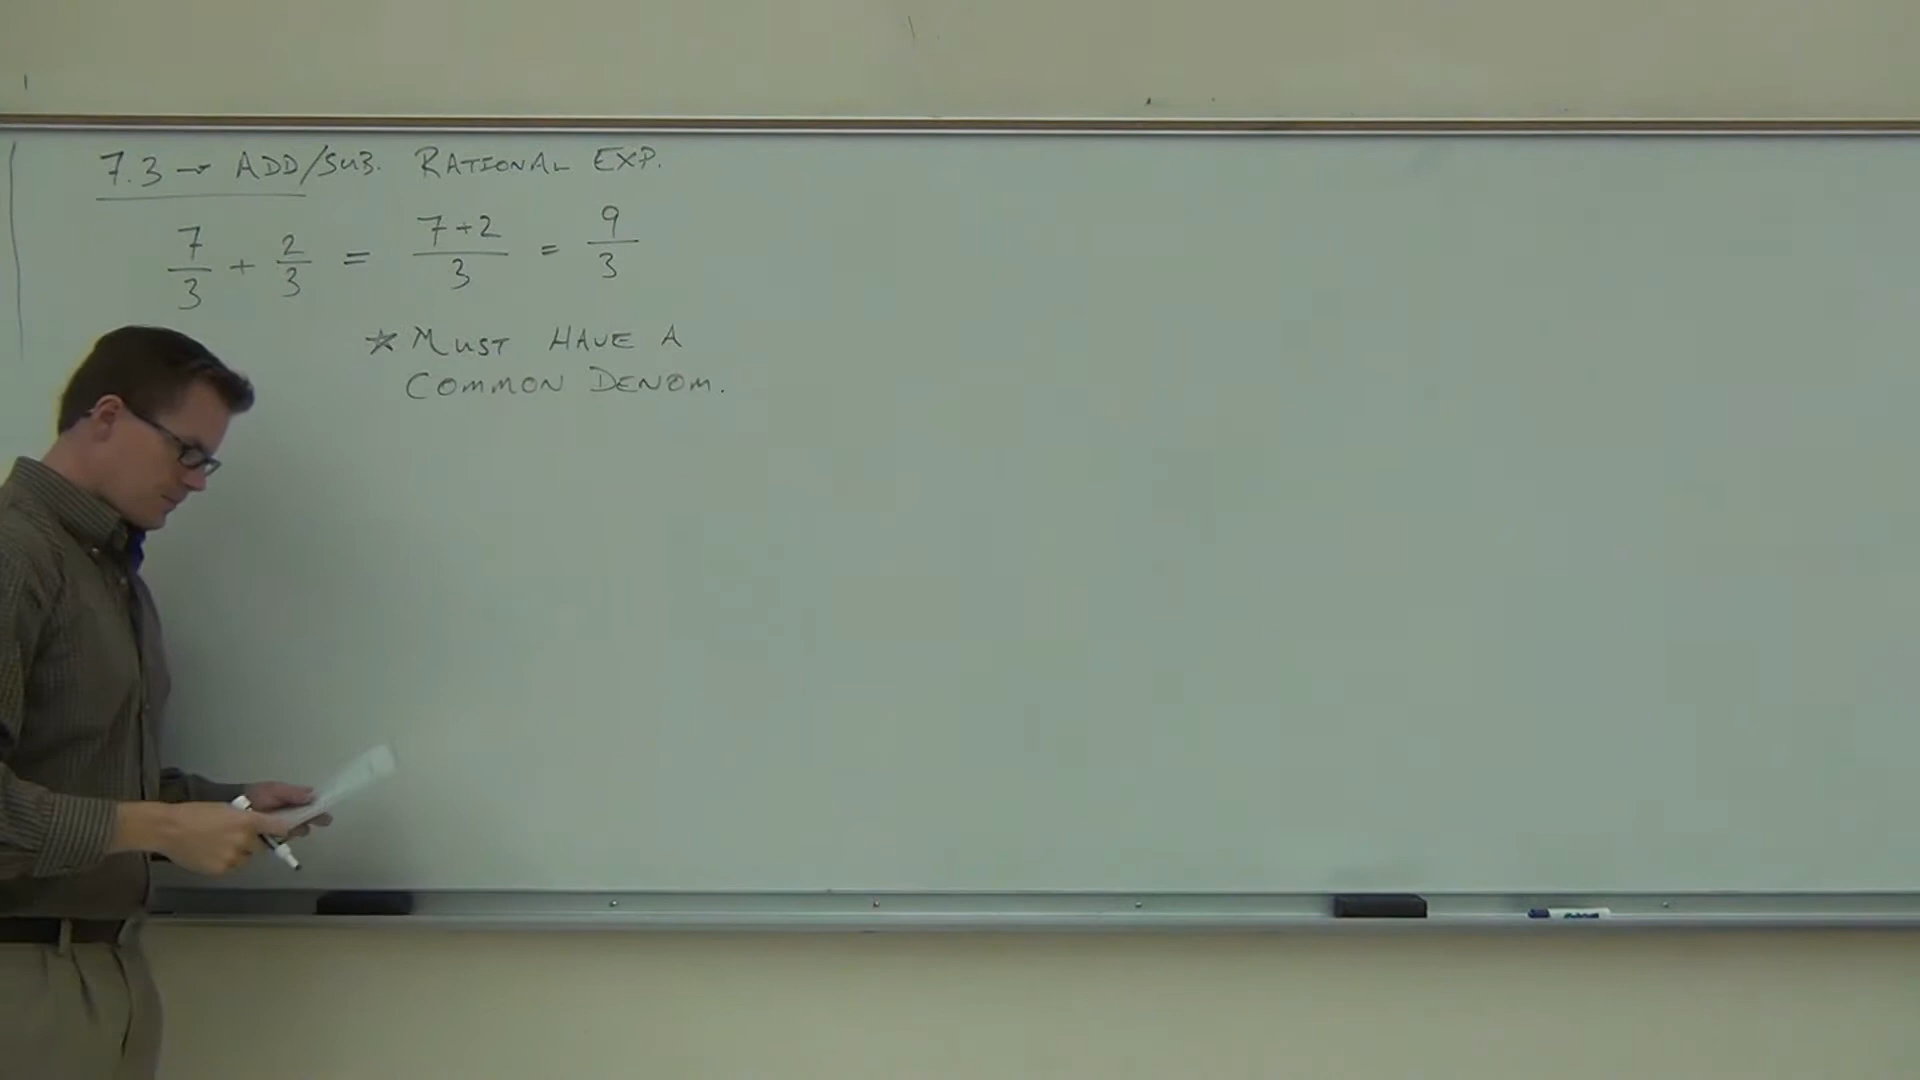 7.3 → ADD/SUB. RATIONAL EXP.
7/3 + 2/3 = (7+2)/3 = 9/3
☆ MUST HAVE A
COMMON DENOM.